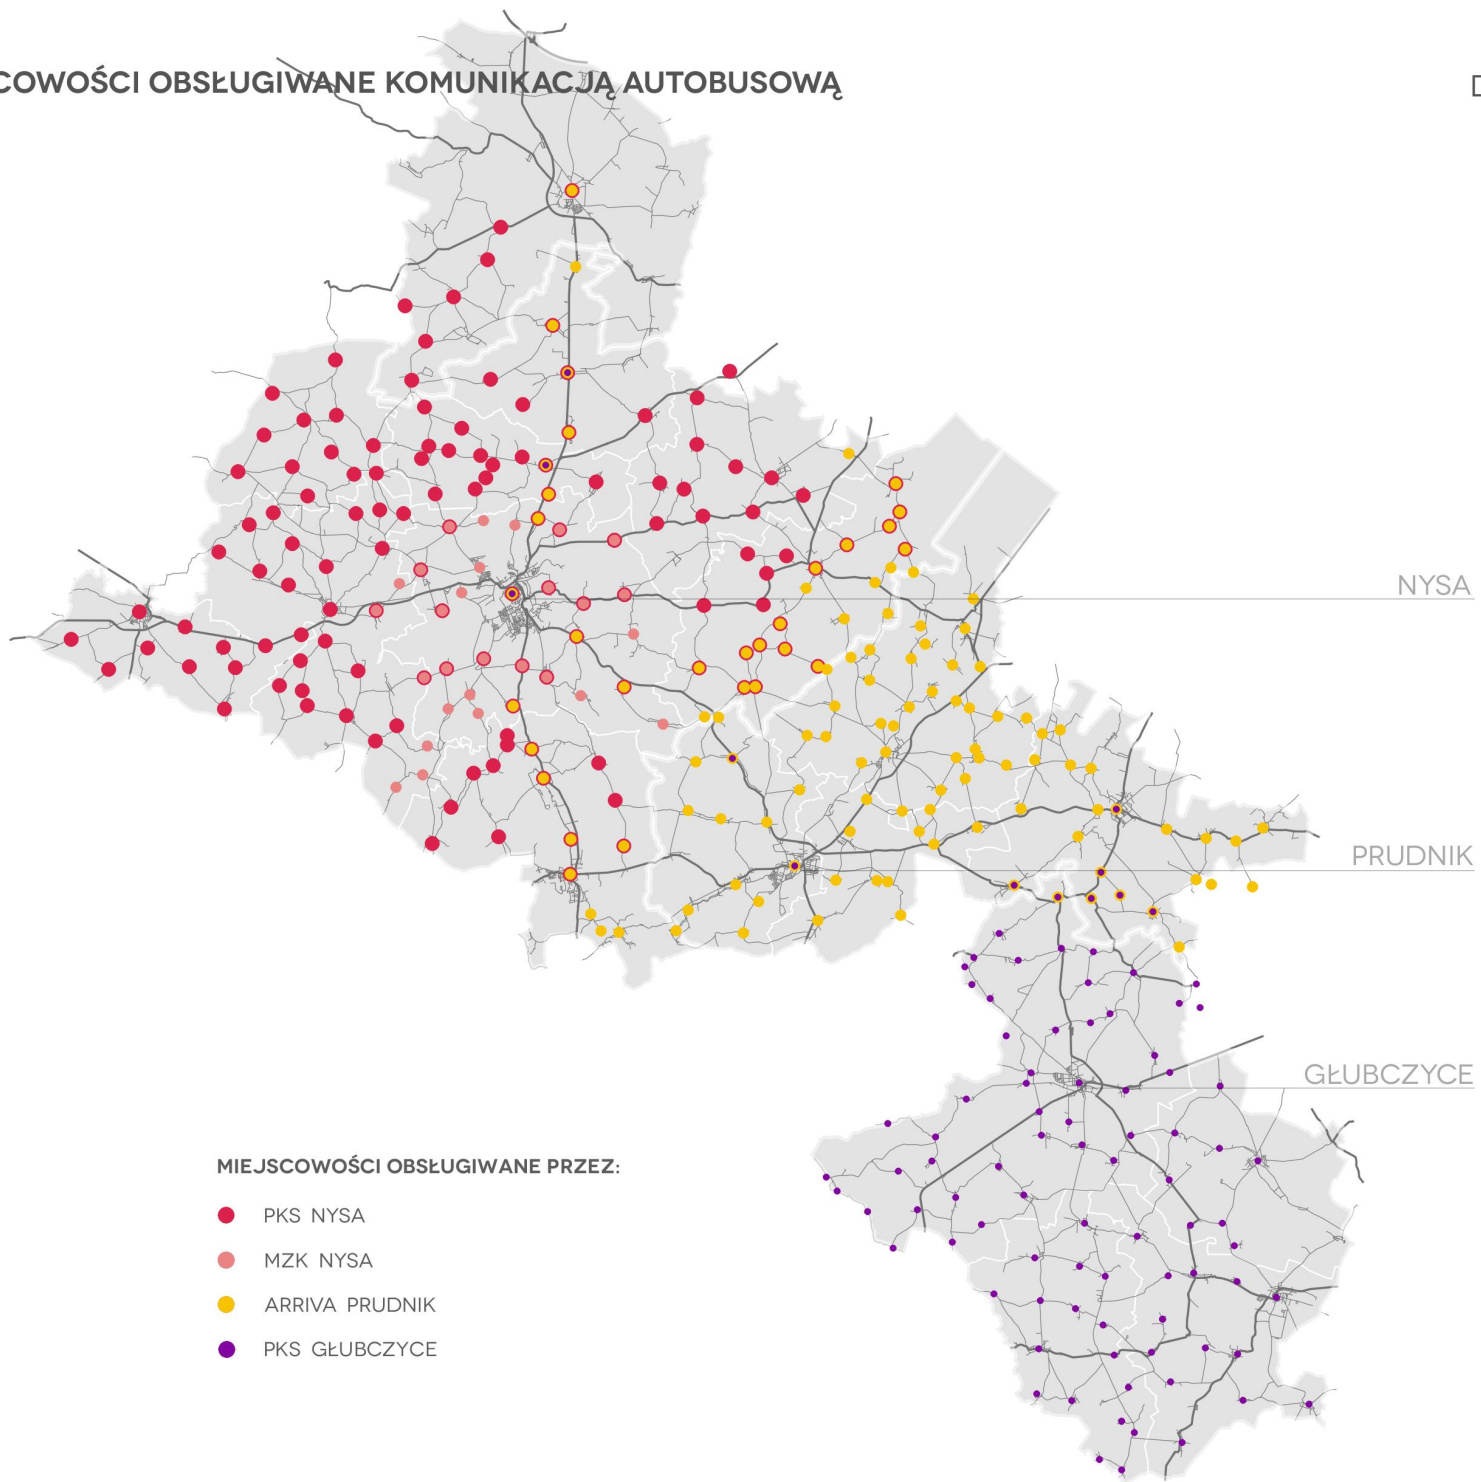 COWOŚCI OBSŁUGIWANE KOMUNIKACJĄ AUTOBUSOWĄ
NYSA
PRUDNIK
GŁUBCZYCE
MIEJSCOWOŚCI OBSŁUGIWANE PRZEZ:
PKS NYSA
MZK NYSA
ARRIVA PRUDNIK
PKS GŁUBCZYCE